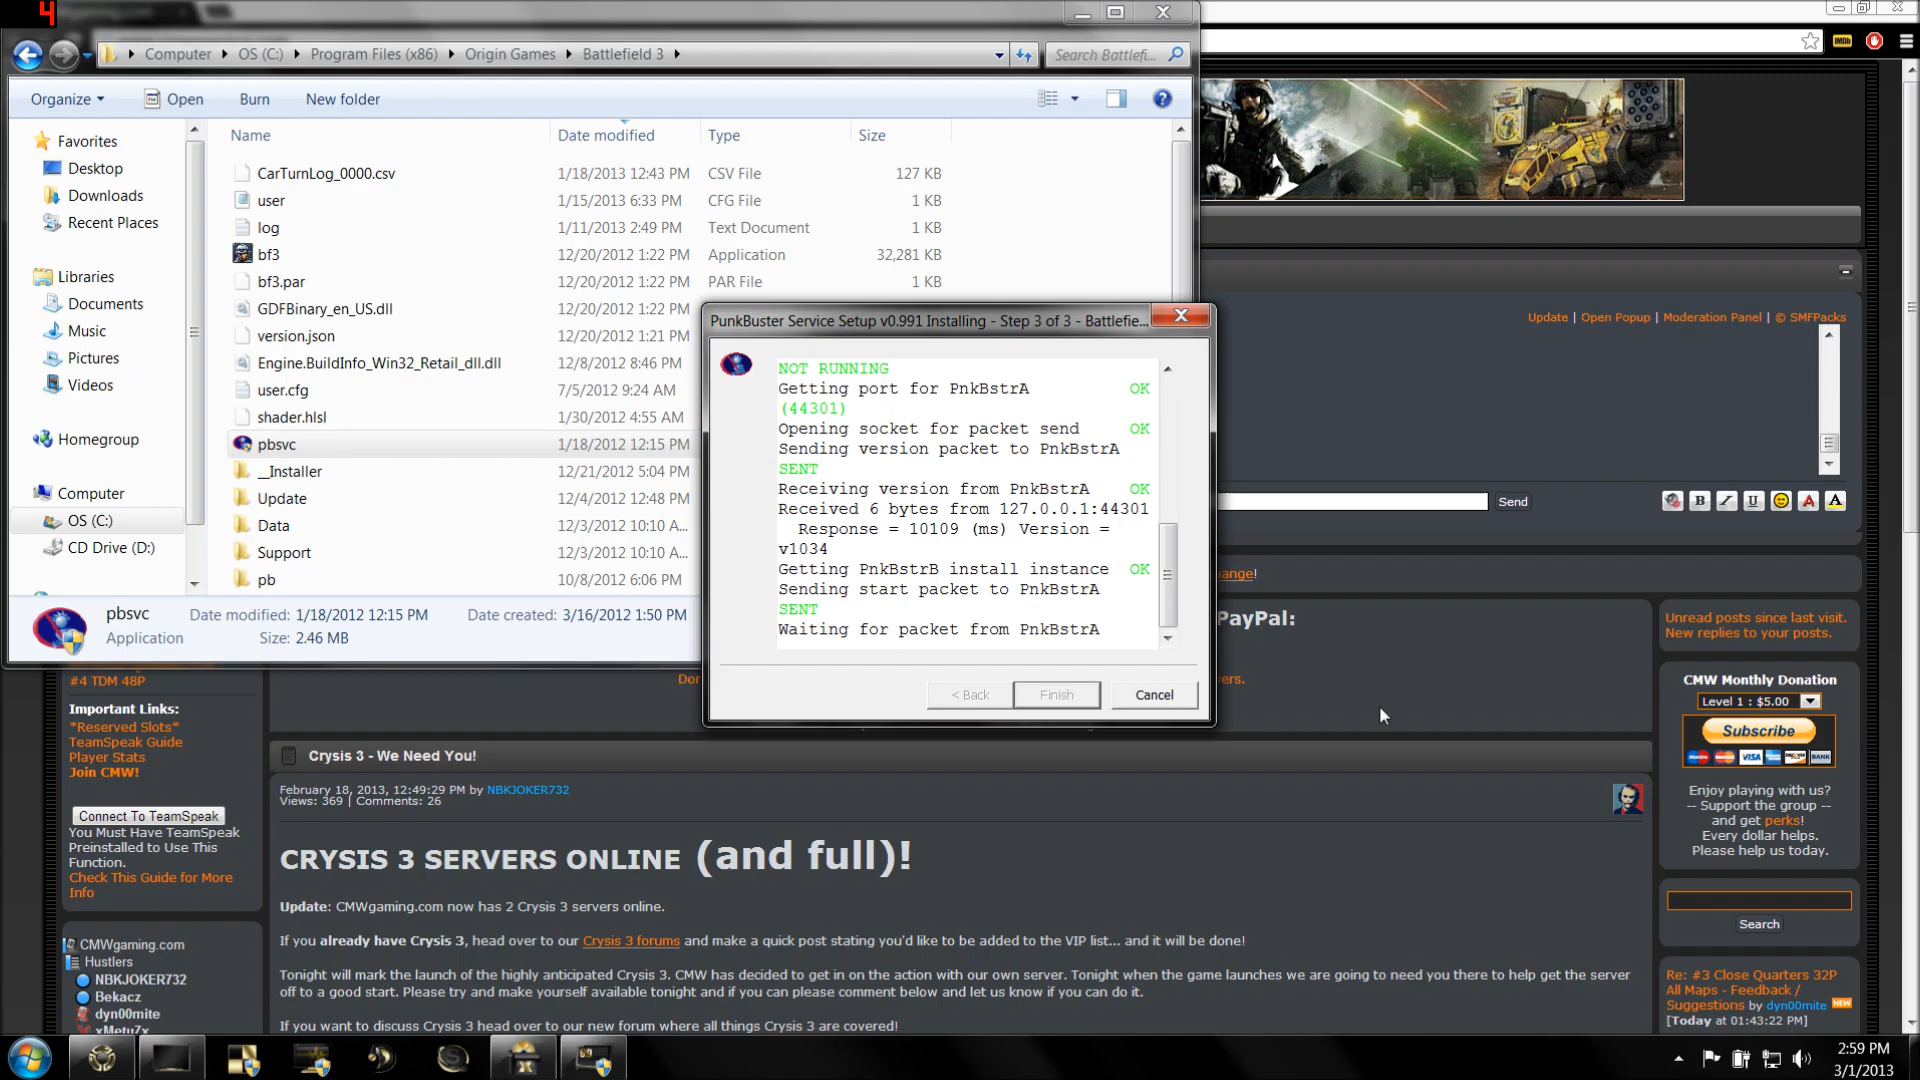 4
Computer
OS (C:)
Program Files (x86)
Origin Games
Battlefield 3
Search Battlefi...
Organize
Open
Burn
New folder
Name
Date modified
Type
Size
Favorites
Desktop
Downloads
Recent Places
Libraries
Documents
Music
Pictures
Videos
Homegroup
Computer
OS (C:)
CD Drive (D:)
CarTurnLog_0000.csv 1/18/2013 12:43 PM CSV File 127 KB
user 1/15/2013 6:33 PM CFG File 1 KB
log 1/11/2013 2:49 PM Text Document 1 KB
bf3 12/20/2012 1:22 PM Application 32,281 KB
bf3.par 12/20/2012 1:22 PM PAR File 1 KB
GDFBinary_en_US.dll 12/20/2012 1:22 PM
version.json 12/20/2012 1:21 PM
Engine.BuildInfo_Win32_Retail_dll.dll 12/8/2012 8:46 PM
user.cfg 7/5/2012 9:24 AM
shader.hlsl 1/30/2012 4:55 AM
pbsvc 1/18/2012 12:15 PM
__Installer 12/21/2012 5:04 PM
Update 12/4/2012 12:48 PM
Data 12/3/2012 10:10 A...
Support 12/3/2012 10:10 A...
pb 10/8/2012 6:06 PM
pbsvc Date modified: 1/18/2012 12:15 PM Date created: 3/16/2012 1:50 PM
Application Size: 2.46 MB
PunkBuster Service Setup v0.991 Installing - Step 3 of 3 - Battlefie...
NOT RUNNING
Getting port for PnkBstrA OK
(44301)
Opening socket for packet send OK
Sending version packet to PnkBstrA
SENT
Receiving version from PnkBstrA OK
Received 6 bytes from 127.0.0.1:44301
Response = 10109 (ms) Version =
v1034
Getting PnkBstrB install instance OK
Sending start packet to PnkBstrA
SENT
Waiting for packet from PnkBstrA
< Back
Finish
Cancel
IMDb
Update | Open Popup | Moderation Panel | © SMFPacks
Send
B I U A A
ange!
PayPal:
Don
vers.
Unread posts since last visit.
New replies to your posts.
CMW Monthly Donation
Level 1 : $5.00
Subscribe
VISA
BANK
Enjoy playing with us?
-- Support the group --
and get perks!
Every dollar helps.
Please help us today.
Search
Re: #3 Close Quarters 32P
All Maps - Feedback /
Suggestions by dyn00mite NEW
[Today at 01:43:22 PM]
#4 TDM 48P
Important Links:
*Reserved Slots*
TeamSpeak Guide
Player Stats
Join CMW!
Connect To TeamSpeak
You Must Have TeamSpeak
Preinstalled to Use This
Function.
Check This Guide for More
Info
CMWgaming.com
Hustlers
NBKJOKER732
Bekacz
dyn00mite
xMetu7x
Crysis 3 - We Need You!
February 18, 2013, 12:49:29 PM by NBKJOKER732
Views: 369 | Comments: 26
CRYSIS 3 SERVERS ONLINE (and full)!
Update: CMWgaming.com now has 2 Crysis 3 servers online.
If you already have Crysis 3, head over to our Crysis 3 forums and make a quick post stating you'd like to be added to the VIP list... and it will be done!
Tonight will mark the launch of the highly anticipated Crysis 3. CMW has decided to get in on the action with our own server. Tonight when the game launches we are going to need you there to help get the server
off to a good start. Please try and make yourself available tonight and if you can please comment below and let us know if you can do it.
If you want to discuss Crysis 3 head over to our new forum where all things Crysis 3 are covered!
2:59 PM
3/1/2013